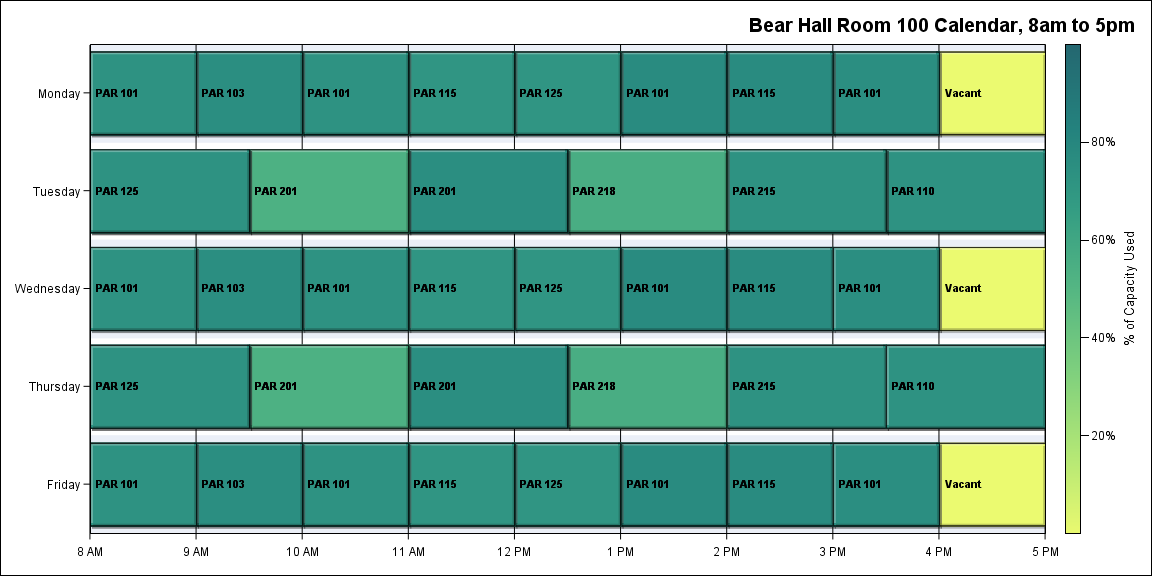 Bear Hall Room 100 Calendar, 8am to 5pm
Monday
PAR 101
PAR 103
PAR 101
PAR 115
PAR 125
PAR 101
PAR 115
PAR 101
Vacant
Tuesday
PAR 125
PAR 201
PAR 201
PAR 218
PAR 215
PAR 110
Wednesday
PAR 101
PAR 103
PAR 101
PAR 115
PAR 125
PAR 101
PAR 115
PAR 101
Vacant
Thursday
PAR 125
PAR 201
PAR 201
PAR 218
PAR 215
PAR 110
Friday
PAR 101
PAR 103
PAR 101
PAR 115
PAR 125
PAR 101
PAR 115
PAR 101
Vacant
8 AM
9 AM
10 AM
11 AM
12 PM
1 PM
2 PM
3 PM
4 PM
5 PM
80%
60%
40%
20%
% of Capacity Used